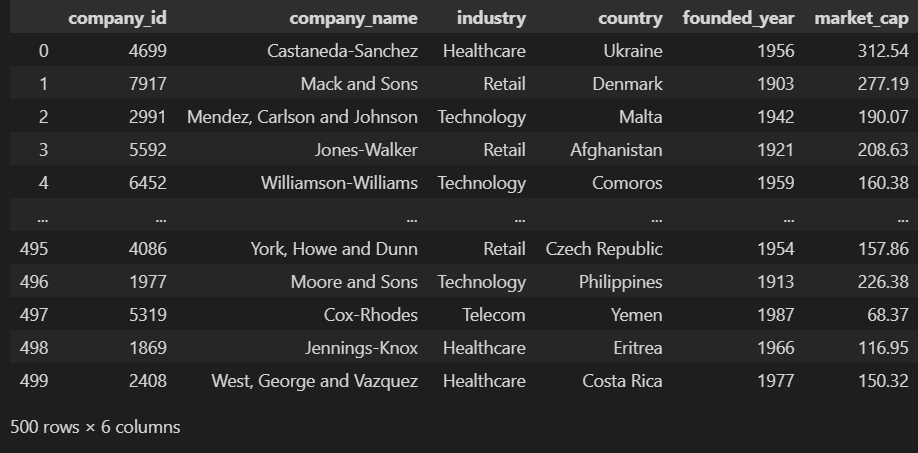 company_id company_name industry country founded_year market_cap
0 4699 Castaneda-Sanchez Healthcare Ukraine 1956 312.54
1 7917 Mack and Sons Retail Denmark 1903 277.19
2 2991 Mendez, Carlson and Johnson Technology Malta 1942 190.07
3 5592 Jones-Walker Retail Afghanistan 1921 208.63
4 6452 Williamson-Williams Technology Comoros 1959 160.38
... ... ... ... ... ... ...
495 4086 York, Howe and Dunn Retail Czech Republic 1954 157.86
496 1977 Moore and Sons Technology Philippines 1913 226.38
497 5319 Cox-Rhodes Telecom Yemen 1987 68.37
498 1869 Jennings-Knox Healthcare Eritrea 1966 116.95
499 2408 West, George and Vazquez Healthcare Costa Rica 1977 150.32
500 rows × 6 columns